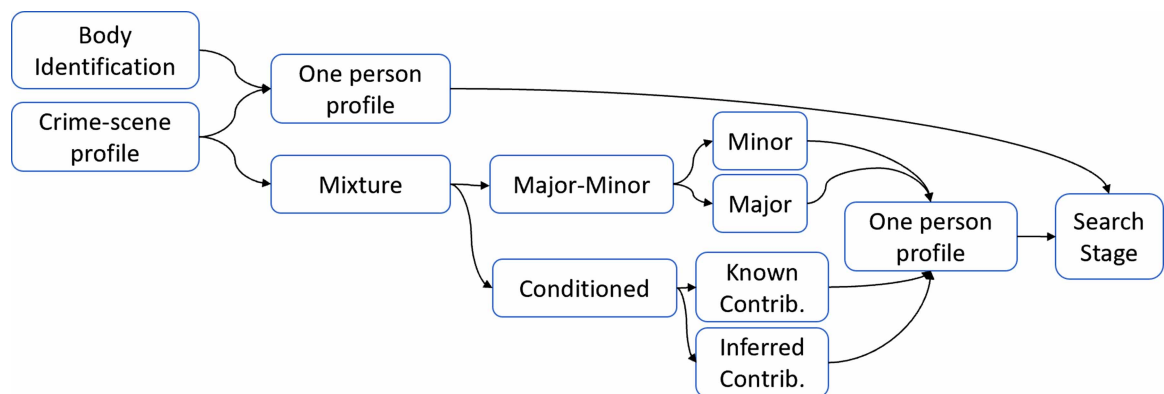 Body
Identification
One person
profile
Crime-scene
profile
Minor
Mixture
Major-Minor
Major
One person
profile
Search
Stage
Conditioned
Known
Contrib.
Inferred
Contrib.